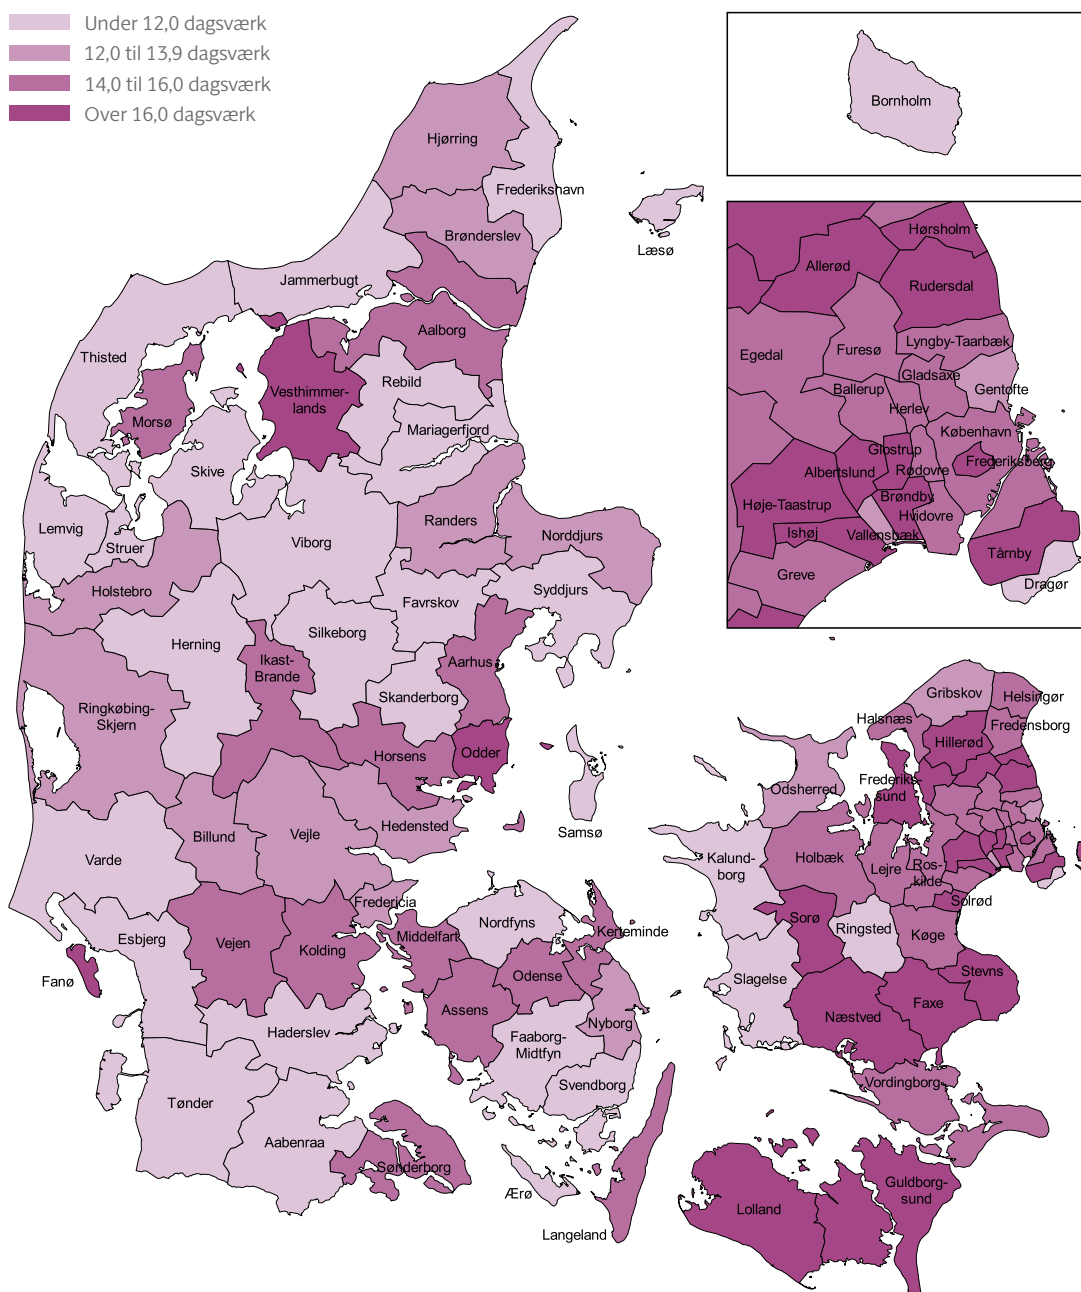 Under 12,0 dagsværk
12,0 til 13,9 dagsværk
14,0 til 16,0 dagsværk
Over 16,0 dagsværk
Bornholm
Hjørring
Frederikshavn
Brønderslev
Læsø
Jammerbugt
Aalborg
Thisted
Rebild
Vesthimmer-
lands
Morsø
Mariagerfjord
Skive
Lemvig
Struer
Viborg
Randers
Norddjurs
Holstebro
Favrskov
Syddjurs
Herning
Silkeborg
Ikast-
Brande
Aarhus
Skanderborg
Ringkøbing-
Skjern
Horsens
Odder
Samsø
Billund
Vejle
Hedensted
Varde
Fredericia
Esbjerg
Vejen
Kolding
Fanø
Haderslev
Tønder
Aabenraa
Sønderborg
Nordfyns
Middelfart
Kerteminde
Odense
Assens
Nyborg
Faaborg-
Midtfyn
Svendborg
Ærø
Langeland
Hørsholm
Allerød
Rudersdal
Egedal
Furesø
Lyngby-Taarbæk
Gladsaxe
Gentofte
Ballerup
Herlev
København
Glostrup
Frederiksberg
Albertslund
Rødovre
Høje-Taastrup
Brøndby
Hvidovre
Ishøj
Vallensbæk
Greve
Tårnby
Dragør
Gribskov
Helsingør
Halsnæs
Fredensborg
Hillerød
Frederiks-
sund
Odsherred
Kalund-
borg
Holbæk
Lejre
Ros-
kilde
Solrød
Sorø
Ringsted
Køge
Slagelse
Stevns
Næstved
Faxe
Vordingborg
Guldborg-
sund
Lolland